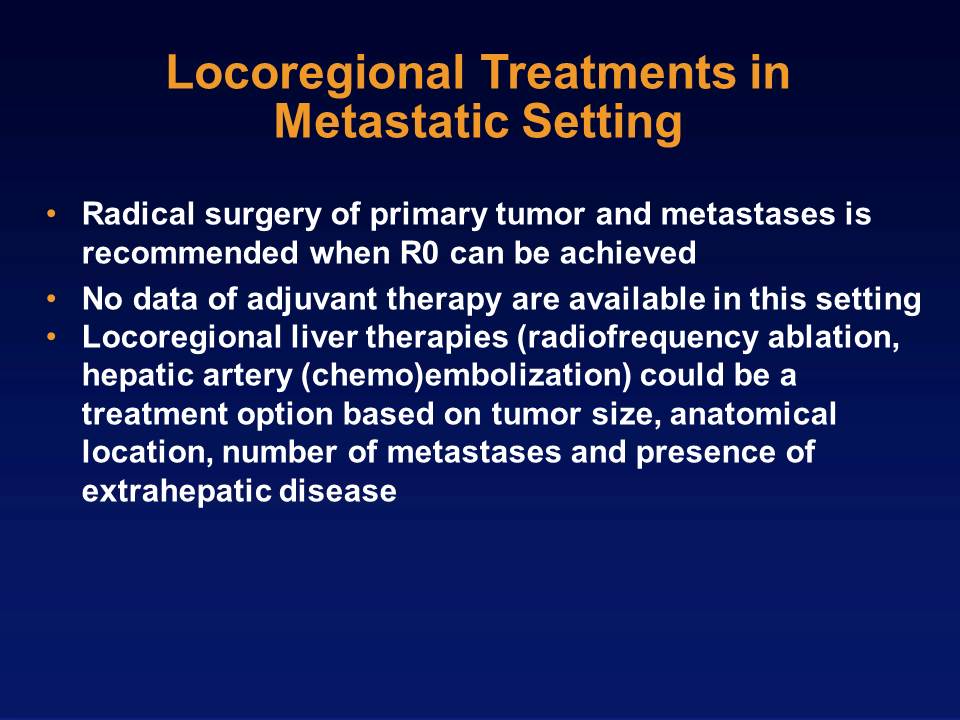 Locoregional Treatments in
Metastatic Setting
• Radical surgery of primary tumor and metastases is
recommended when R0 can be achieved
• No data of adjuvant therapy are available in this setting
• Locoregional liver therapies (radiofrequency ablation,
hepatic artery (chemo)embolization) could be a
treatment option based on tumor size, anatomical
location, number of metastases and presence of
extrahepatic disease